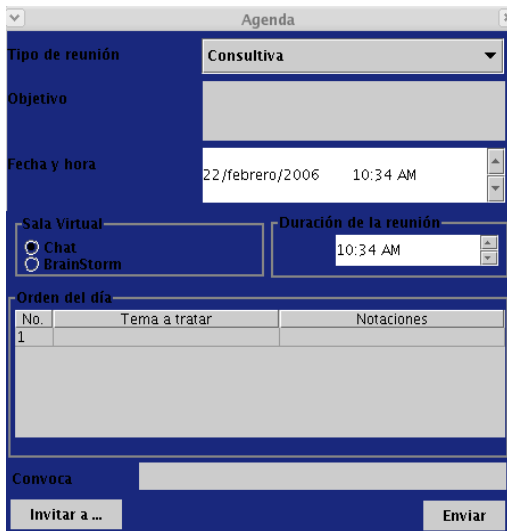 Agenda
Tipo de reunión Consultiva
Objetivo
Fecha y hora 22/febrero/2006 10:34 AM
Sala Virtual Duración de la reunión
Chat 10:34 AM
BrainStorm
Orden del día
No. Tema a tratar Notaciones
1
Convoca
Invitar a ... Enviar